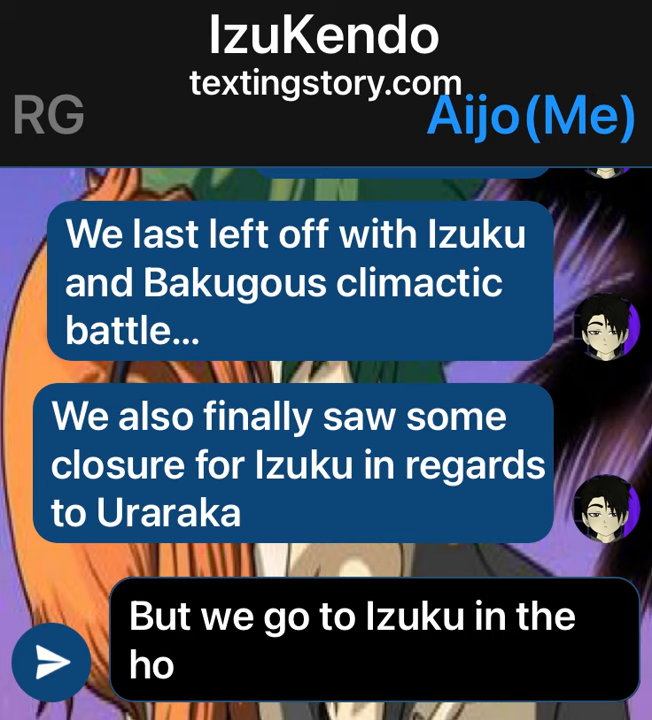 IzuKendo
textingstory.com
RG
Aijo(Me)
We last left off with Izuku
and Bakugous climactic
battle...
We also finally saw some
closure for Izuku in regards
to Uraraka
But we go to Izuku in the
ho